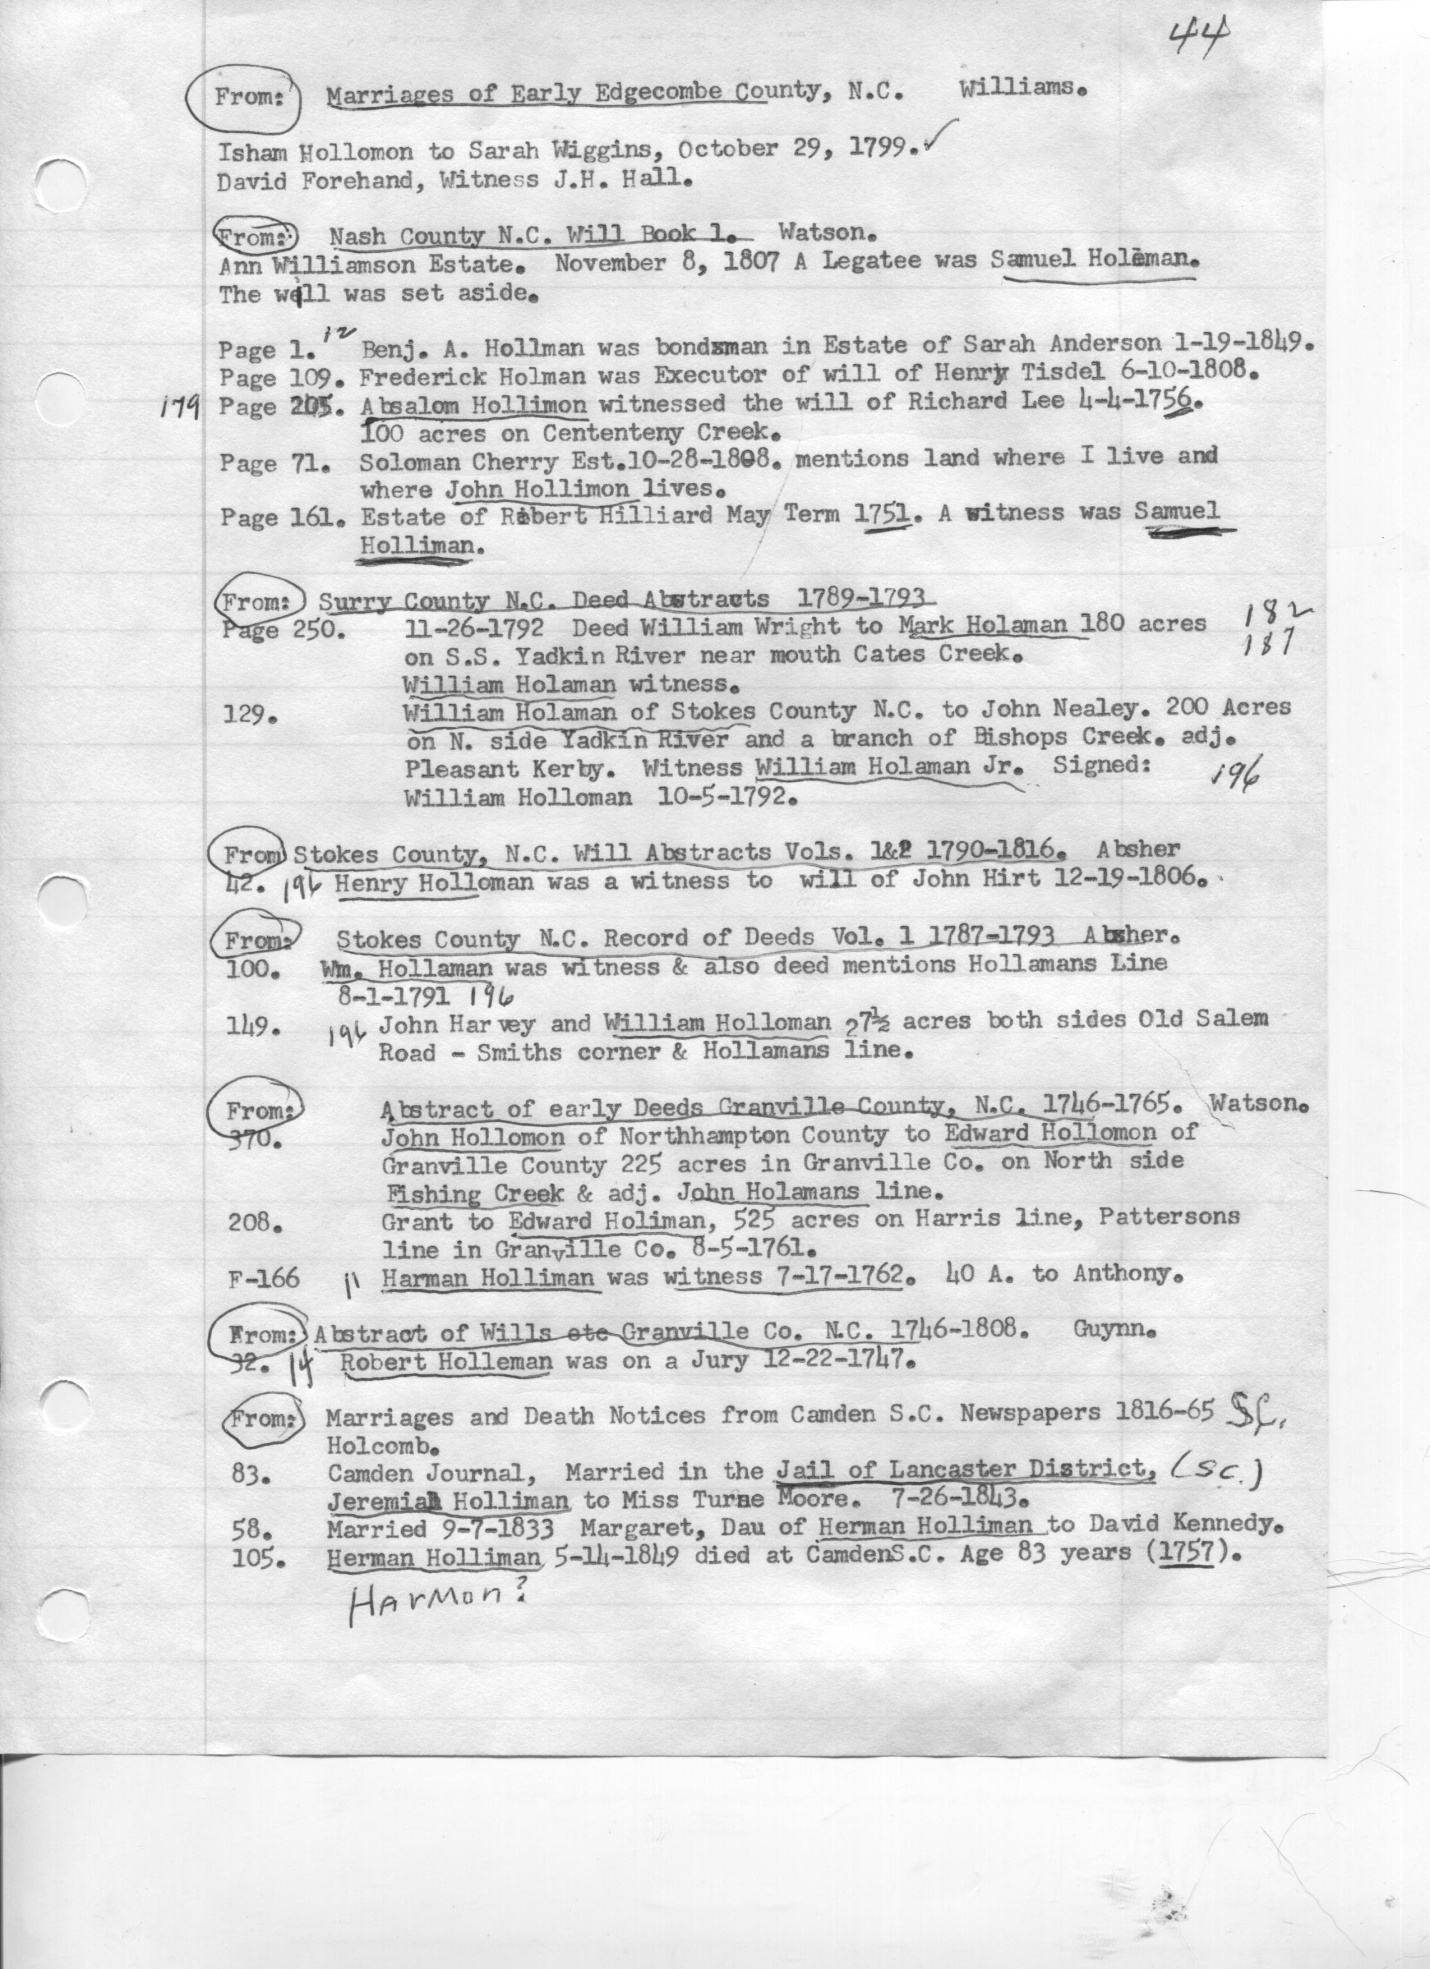 44
From: Marriages of Early Edgecombe County, N.C. Williams.
Isham Hollomon to Sarah Wiggins, October 29, 1799.✓
David Forehand, Witness J.H. Hall.
From: Nash County N.C. Will Book 1. Watson.
Ann Williamson Estate. November 8, 1807 A Legatee was Samuel Holeman.
The will was set aside.
Page 1. 12 Benj. A. Hollman was bondsman in Estate of Sarah Anderson 1-19-1849.
Page 109. Frederick Holman was Executor of will of Henry Tisdel 6-10-1808.
179 Page 205. Absalom Hollimon witnessed the will of Richard Lee 4-4-1756.
100 acres on Cententeny Creek.
Page 71. Soloman Cherry Est.10-28-1808. mentions land where I live and
where John Hollimon lives.
Page 161. Estate of Robert Hilliard May Term 1751. A witness was Samuel
Holliman.
From: Surry County N.C. Deed Abstracts 1789-1793
Page 250. 11-26-1792 Deed William Wright to Mark Holaman 180 acres 182
187
on S.S. Yadkin River near mouth Cates Creek.
William Holaman witness.
129. William Holaman of Stokes County N.C. to John Nealey. 200 Acres
on N. side Yadkin River and a branch of Bishops Creek. adj.
Pleasant Kerby. Witness William Holaman Jr. Signed: 196
William Holloman 10-5-1792.
From Stokes County, N.C. Will Abstracts Vols. 1&2 1790-1816. Absher
42. 196 Henry Holloman was a witness to will of John Hirt 12-19-1806.
From: Stokes County N.C. Record of Deeds Vol. 1 1787-1793 Absher.
100. Wm. Hollaman was witness & also deed mentions Hollamans Line
8-1-1791 196
149. 196 John Harvey and William Holloman 27½ acres both sides Old Salem
Road - Smiths corner & Hollamans line.
From: Abstract of early Deeds Granville County, N.C. 1746-1765. Watson.
370. John Hollomon of Northhampton County to Edward Hollomon of
Granville County 225 acres in Granville Co. on North side
Fishing Creek & adj. John Holamans line.
208. Grant to Edward Holiman, 525 acres on Harris line, Pattersons
line in Granville Co. 8-5-1761.
F-166 11 Harman Holliman was witness 7-17-1762. 40 A. to Anthony.
From: Abstract of Wills etc Granville Co. N.C. 1746-1808. Guynn.
32. 14 Robert Holleman was on a Jury 12-22-1747.
From: Marriages and Death Notices from Camden S.C. Newspapers 1816-65 SC.
Holcomb.
83. Camden Journal, Married in the Jail of Lancaster District, (SC.)
Jeremiah Holliman to Miss Turne Moore. 7-26-1843.
58. Married 9-7-1833 Margaret, Dau of Herman Holliman to David Kennedy.
105. Herman Holliman 5-14-1849 died at CamdenS.C. Age 83 years (1757).
HArMon?